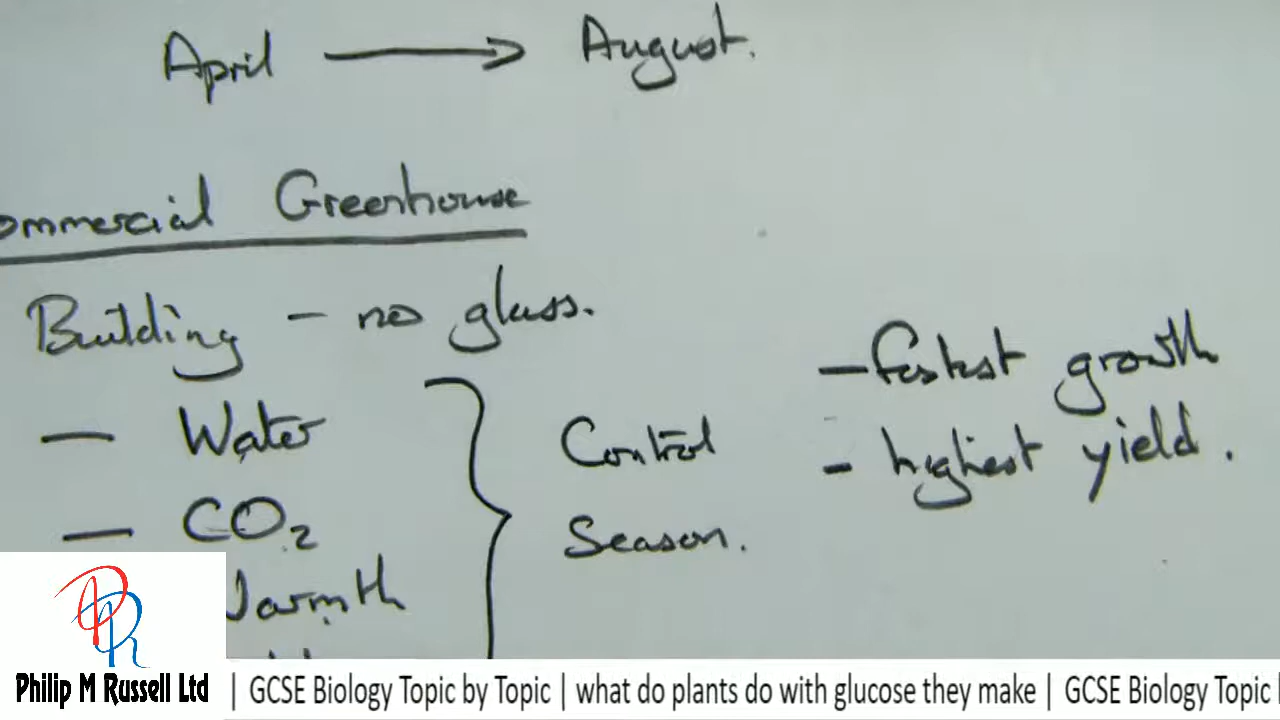 April → August.
ommercial Greenhouse
Building - no glass.
- Water
- CO₂
Warmth
Control
Season.
- fastest growth
- highest yield.
Philip M Russell Ltd
| GCSE Biology Topic by Topic | what do plants do with glucose they make | GCSE Biology Topic